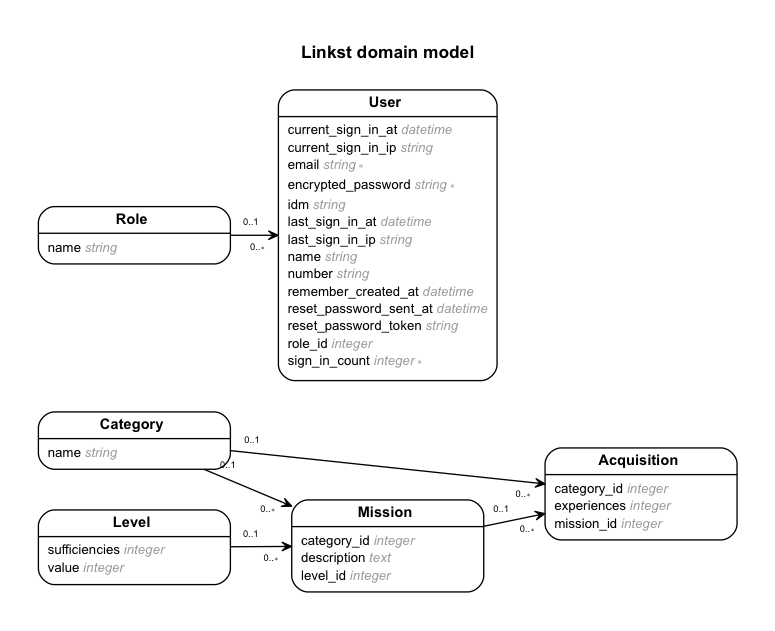 Linkst domain model
User
current_sign_in_at datetime
current_sign_in_ip string
email string ∗
encrypted_password string ∗
idm string
last_sign_in_at datetime
last_sign_in_ip string
name string
number string
remember_created_at datetime
reset_password_sent_at datetime
reset_password_token string
role_id integer
sign_in_count integer ∗
Role
name string
0..1
0..∗
Category
name string
0..1
0..∗
0..1
0..∗
Level
sufficiencies integer
value integer
0..1
0..∗
Mission
category_id integer
description text
level_id integer
0..1
0..∗
Acquisition
category_id integer
experiences integer
mission_id integer